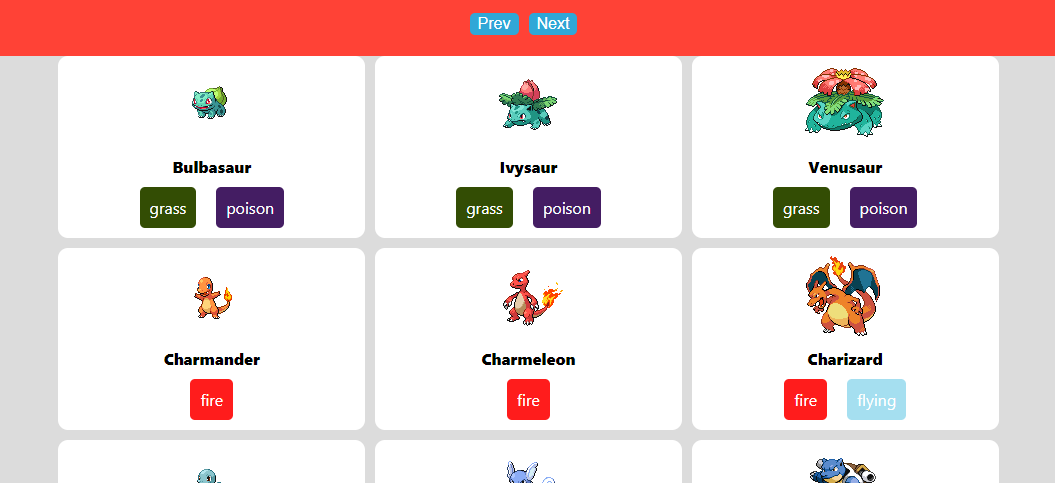 Prev Next
Bulbasaur Ivysaur Venusaur
grass poison grass poison grass poison
Charmander Charmeleon Charizard
fire fire fire flying